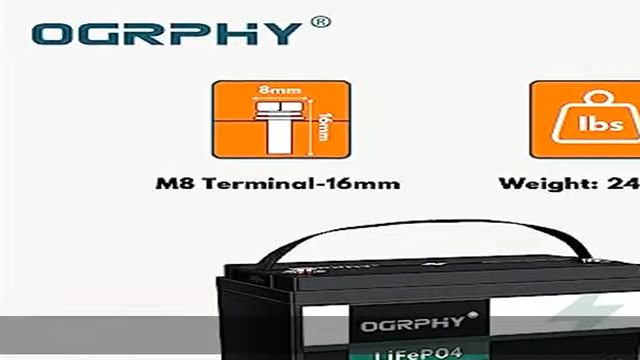 OGRPHY®
8mm
16mm
lbs
M8 Terminal-16mm
Weight: 24
OGRPHY®
LiFePO4